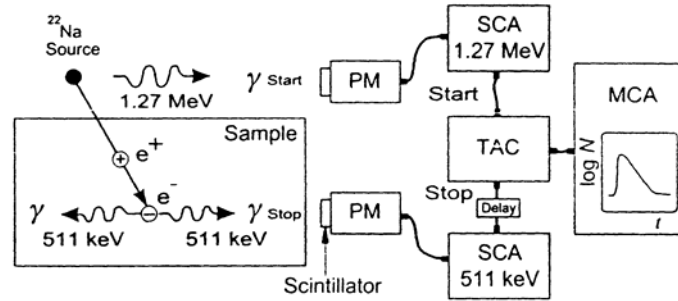 ²²Na
Source
1.27 MeV
γ Start
PM
SCA
1.27 MeV
Start
MCA
log N
t
TAC
Sample
e⁺
e⁻
γ
γ Stop
511 keV
511 keV
PM
Stop
Delay
SCA
511 keV
Scintillator